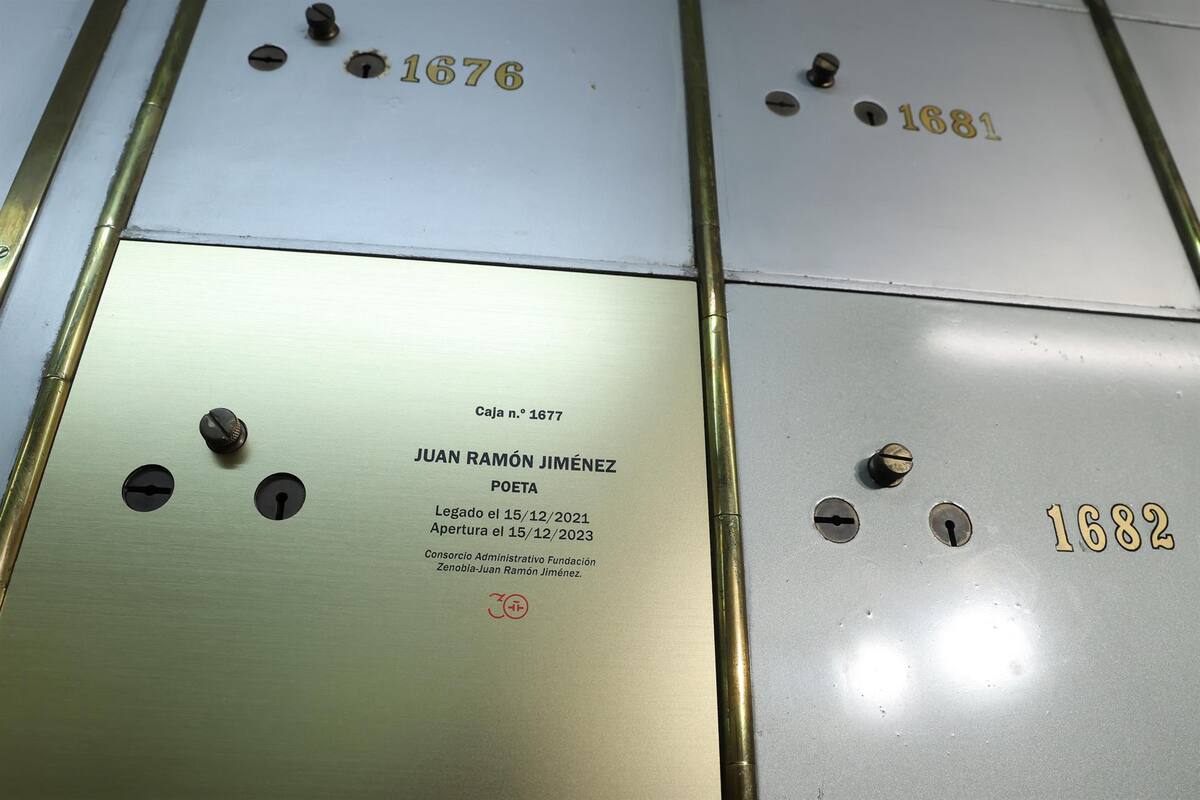 1676
1681
Caja n.º 1677
JUAN RAMÓN JIMÉNEZ
POETA
Legado el 15/12/2021
Apertura el 15/12/2023
Consorcio Administrativo Fundación
Zenobia-Juan Ramón Jiménez.
30
1682